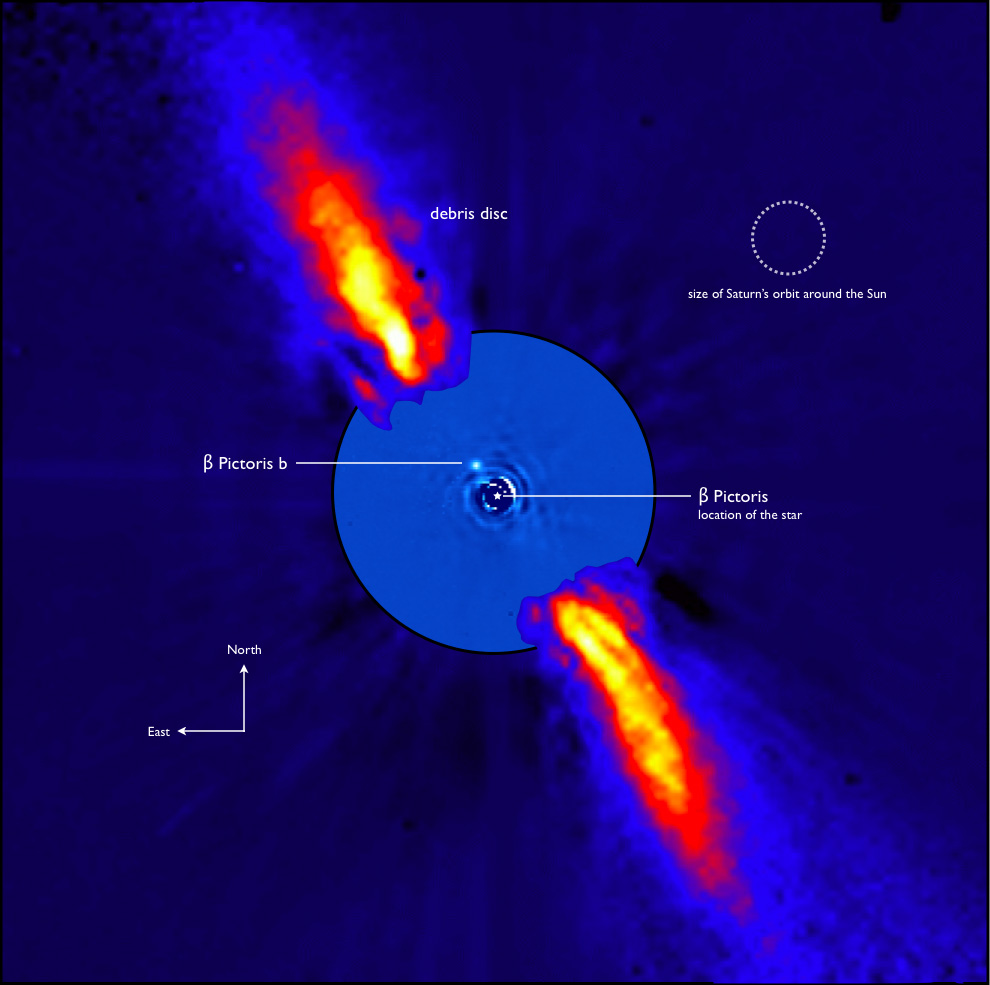 debris disc
size of Saturn's orbit around the Sun
β Pictoris b
β Pictoris
location of the star
North
East